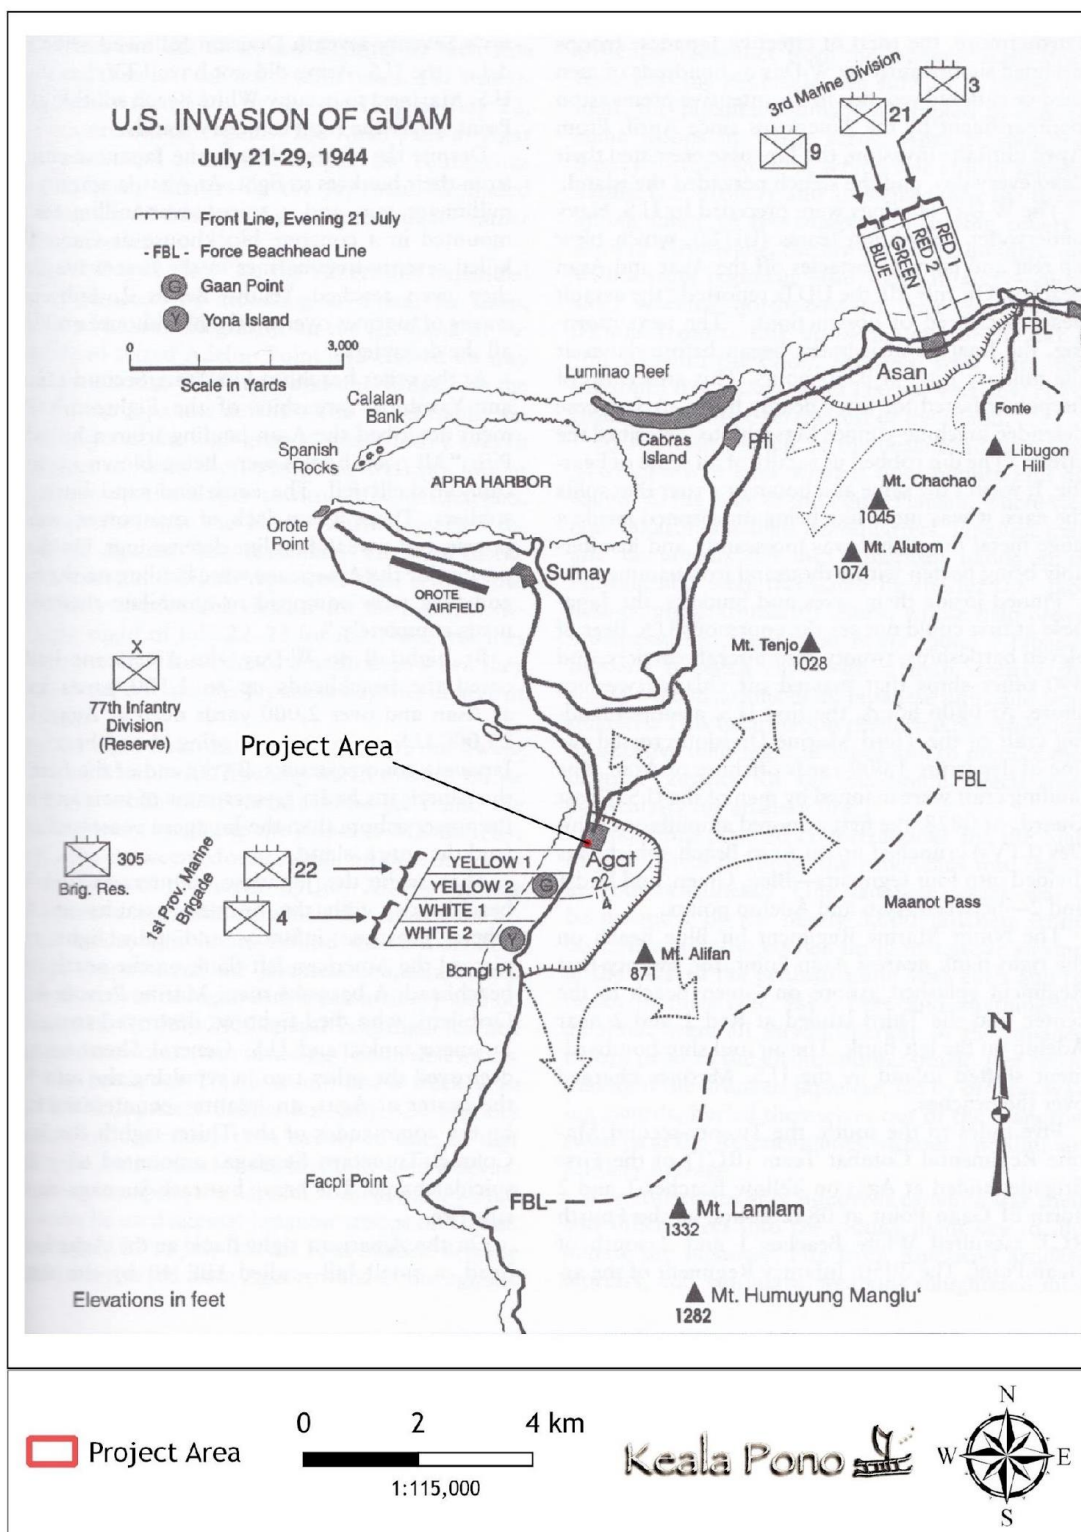 U.S. INVASION OF GUAM
July 21-29, 1944
Front Line, Evening 21 July
-FBL- Force Beachhead Line
G Gaan Point
Y Yona Island
0 3,000
Scale in Yards
3rd Marine Division
3
21
9
RED 1
RED 2
GREEN
BLUE
FBL
Asan
Luminao Reef
Calalan
Bank
Cabras
Island
Piti
Fonte
Libugon
Hill
Spanish
Rocks
APRA HARBOR
Mt. Chachao
1045
Orote
Point
Mt. Alutom
1074
Sumay
OROTE
AIRFIELD
Mt. Tenjo
1028
X
77th Infantry
Division
(Reserve)
Project Area
FBL
305
Brig. Res.
1st Prov. Marine
Brigade
22
4
YELLOW 1
YELLOW 2
WHITE 1
WHITE 2
G
Y
Agat
22
4
Maanot Pass
Bangi Pt.
Mt. Alifan
871
N
Facpi Point
FBL
Mt. Lamlam
1332
Elevations in feet
Mt. Humuyung Manglu‘
1282
Project Area
0 2 4 km
1:115,000
Keala Pono
N
W E
S